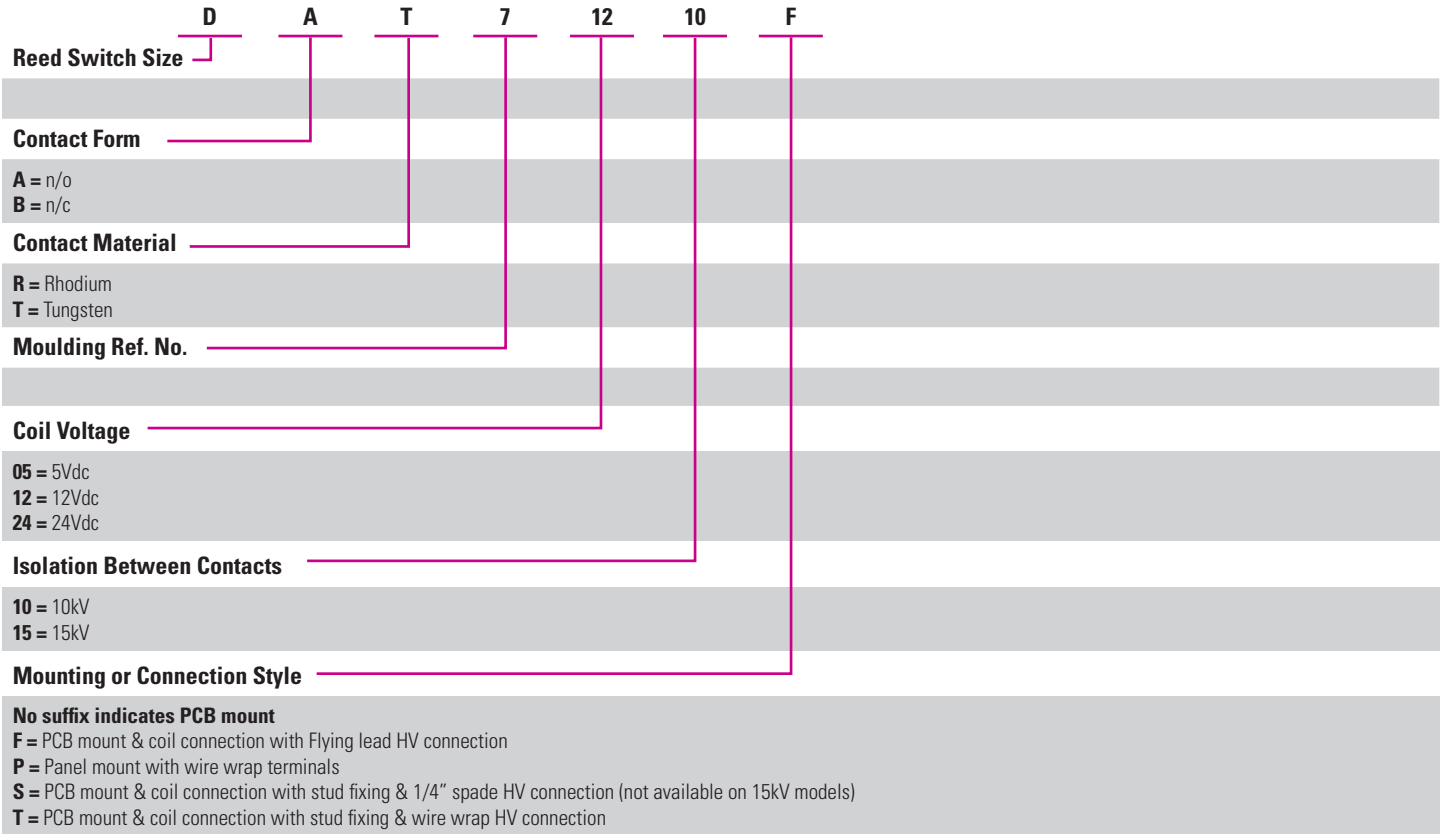 D A T 7 12 10 F
Reed Switch Size
Contact Form
A = n/o
B = n/c
Contact Material
R = Rhodium
T = Tungsten
Moulding Ref. No.
Coil Voltage
05 = 5Vdc
12 = 12Vdc
24 = 24Vdc
Isolation Between Contacts
10 = 10kV
15 = 15kV
Mounting or Connection Style
No suffix indicates PCB mount
F = PCB mount & coil connection with Flying lead HV connection
P = Panel mount with wire wrap terminals
S = PCB mount & coil connection with stud fixing & 1/4” spade HV connection (not available on 15kV models)
T = PCB mount & coil connection with stud fixing & wire wrap HV connection